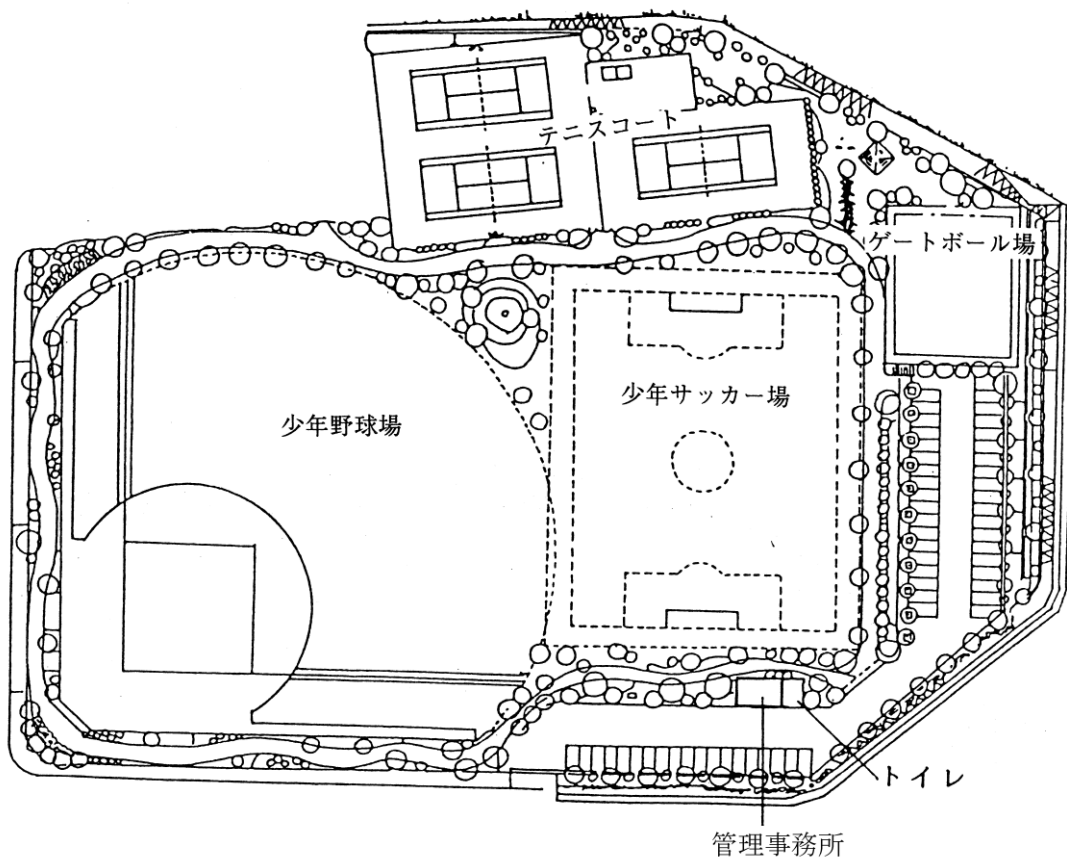 テニスコート
ゲートボール場
少年サッカー場
少年野球場
トイレ
管理事務所